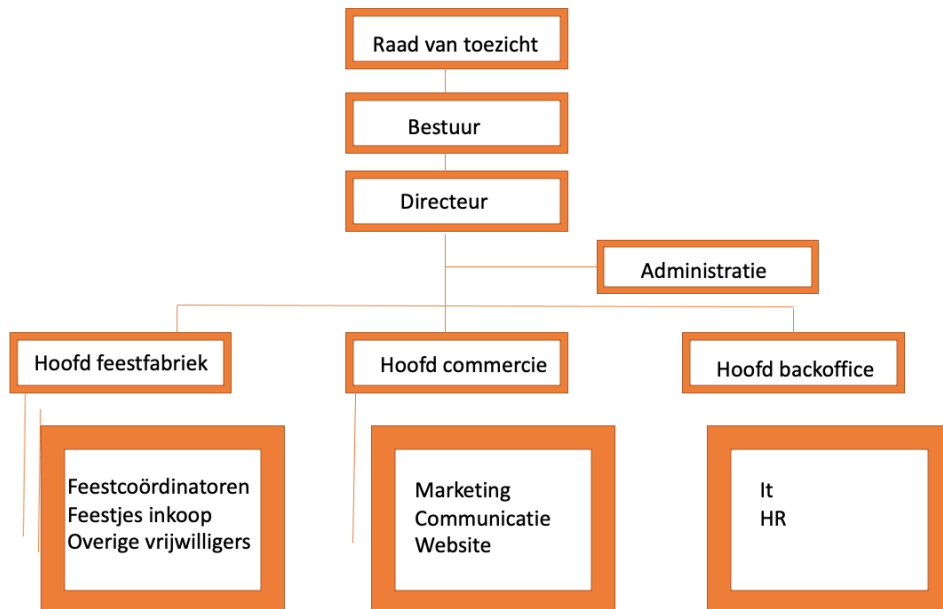 Raad van toezicht
Bestuur
Directeur
Administratie
Hoofd feestfabriek
Hoofd commercie
Hoofd backoffice
Feestcoördinatoren
Feestjes inkoop
Overige vrijwilligers
Marketing
Communicatie
Website
It
HR